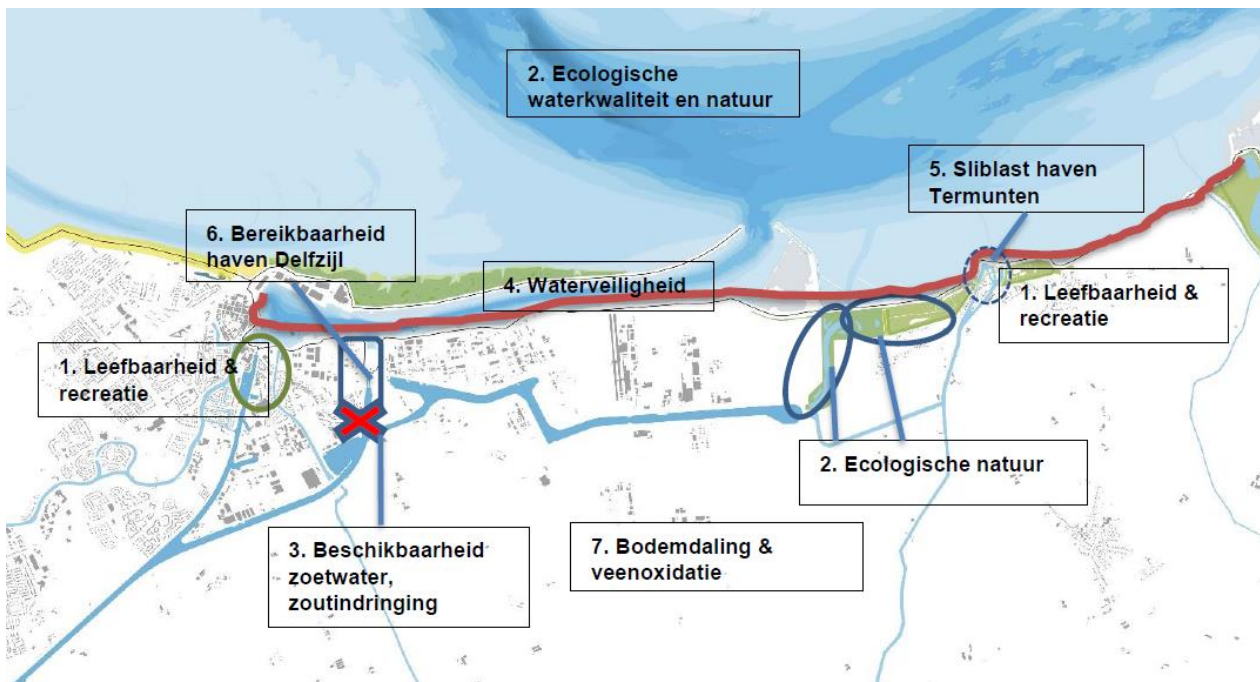 2. Ecologische
waterkwaliteit en natuur
5. Sliblast haven
Termunten
6. Bereikbaarheid
haven Delfzijl
4. Waterveiligheid
1. Leefbaarheid &
recreatie
1. Leefbaarheid &
recreatie
2. Ecologische natuur
3. Beschikbaarheid
zoetwater,
zoutindringing
7. Bodemdaling &
veenoxidatie